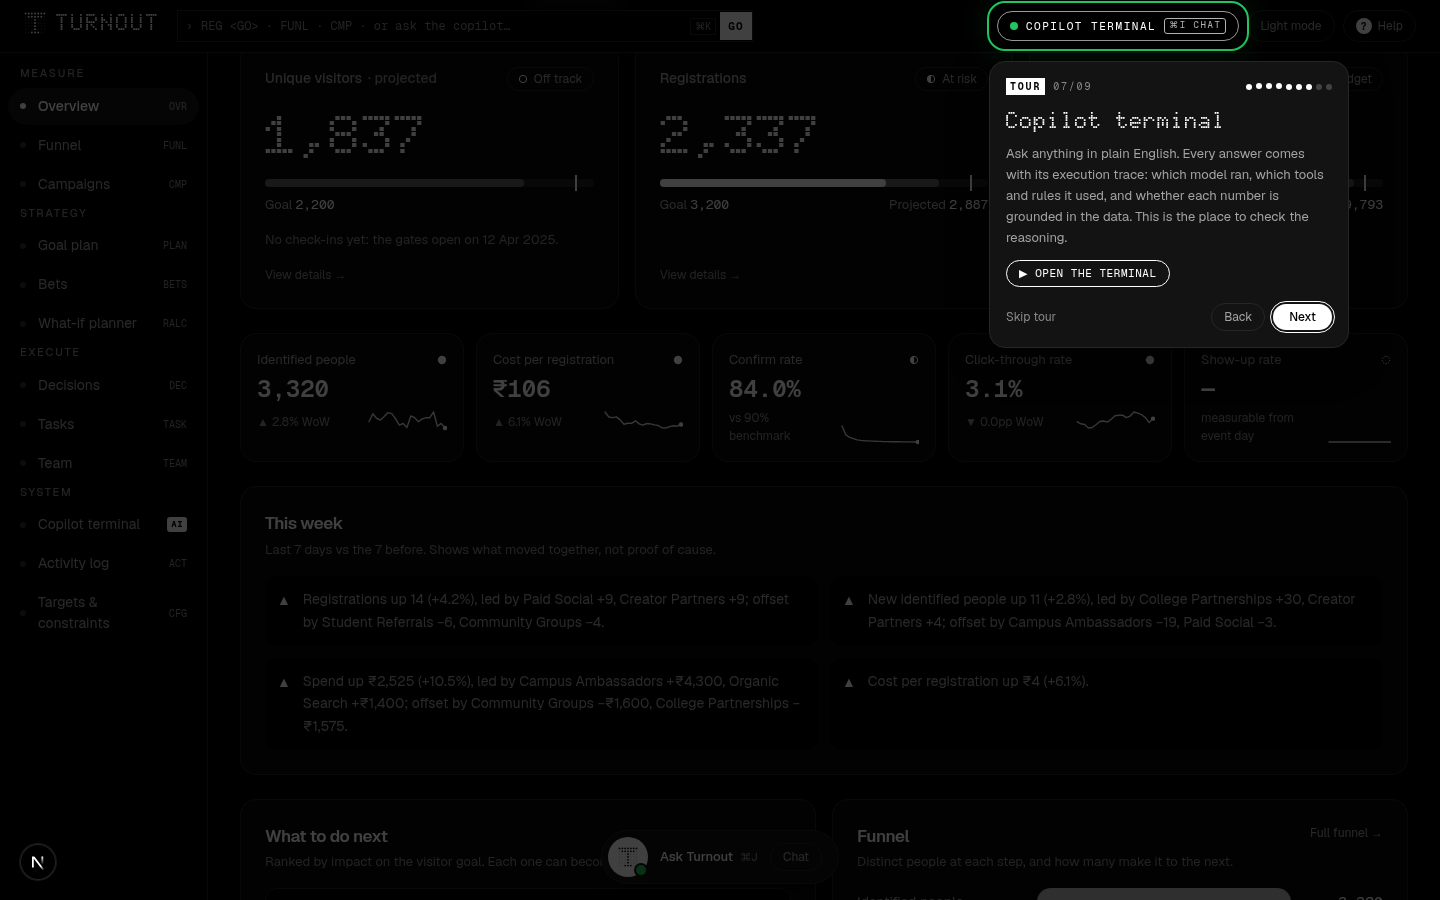 TURNOUT
› REG <GO> · FUNL · CMP · or ask the copilot…
⌘K
GO
COPILOT TERMINAL
⌘I CHAT
Light mode
? Help
MEASURE
Overview OVR
Funnel FUNL
Campaigns CMP
STRATEGY
Goal plan PLAN
Bets BETS
What-if planner RALC
EXECUTE
Decisions DEC
Tasks TASK
Team TEAM
SYSTEM
Copilot terminal AI
Activity log ACT
Targets &
constraints CFG
Unique visitors · projected
Off track
1,837
Goal 2,200
No check-ins yet: the gates open on 12 Apr 2025.
View details →
Registrations
At risk
2,337
Goal 3,200
Projected 2,887
View details →
TOUR 07/09
Copilot terminal
Ask anything in plain English. Every answer comes
with its execution trace: which model ran, which tools
and rules it used, and whether each number is
grounded in the data. This is the place to check the
reasoning.
▶ OPEN THE TERMINAL
Skip tour
Back
Next
Identified people
3,320
▲ 2.8% WoW
Cost per registration
₹106
▲ 6.1% WoW
Confirm rate
84.0%
vs 90%
benchmark
Click-through rate
3.1%
▼ 0.0pp WoW
Show-up rate
—
measurable from
event day
This week
Last 7 days vs the 7 before. Shows what moved together, not proof of cause.
▲ Registrations up 14 (+4.2%), led by Paid Social +9, Creator Partners +9; offset
by Student Referrals −6, Community Groups −4.
▲ New identified people up 11 (+2.8%), led by College Partnerships +30, Creator
Partners +4; offset by Campus Ambassadors −19, Paid Social −3.
▲ Spend up ₹2,525 (+10.5%), led by Campus Ambassadors +₹4,300, Organic
Search +₹1,400; offset by Community Groups −₹1,600, College Partnerships −
₹1,575.
▲ Cost per registration up ₹4 (+6.1%).
What to do next
Ranked by impact on the visitor goal. Each one can
Ask Turnout ⌘J
Chat
Funnel
Full funnel →
Distinct people at each step, and how many make it to the next.
N